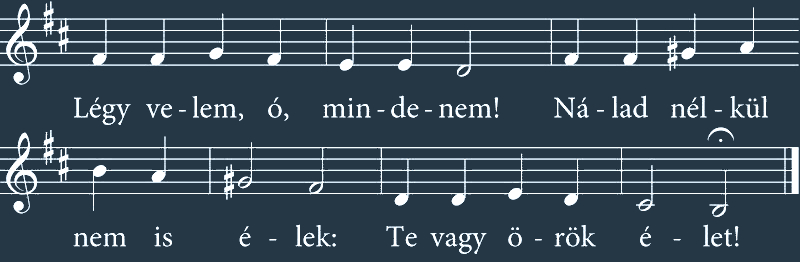 Légy ve - lem, ó, min - de - nem! Ná - lad nél - kül
nem is é - lek: Te vagy ö - rök é - let!